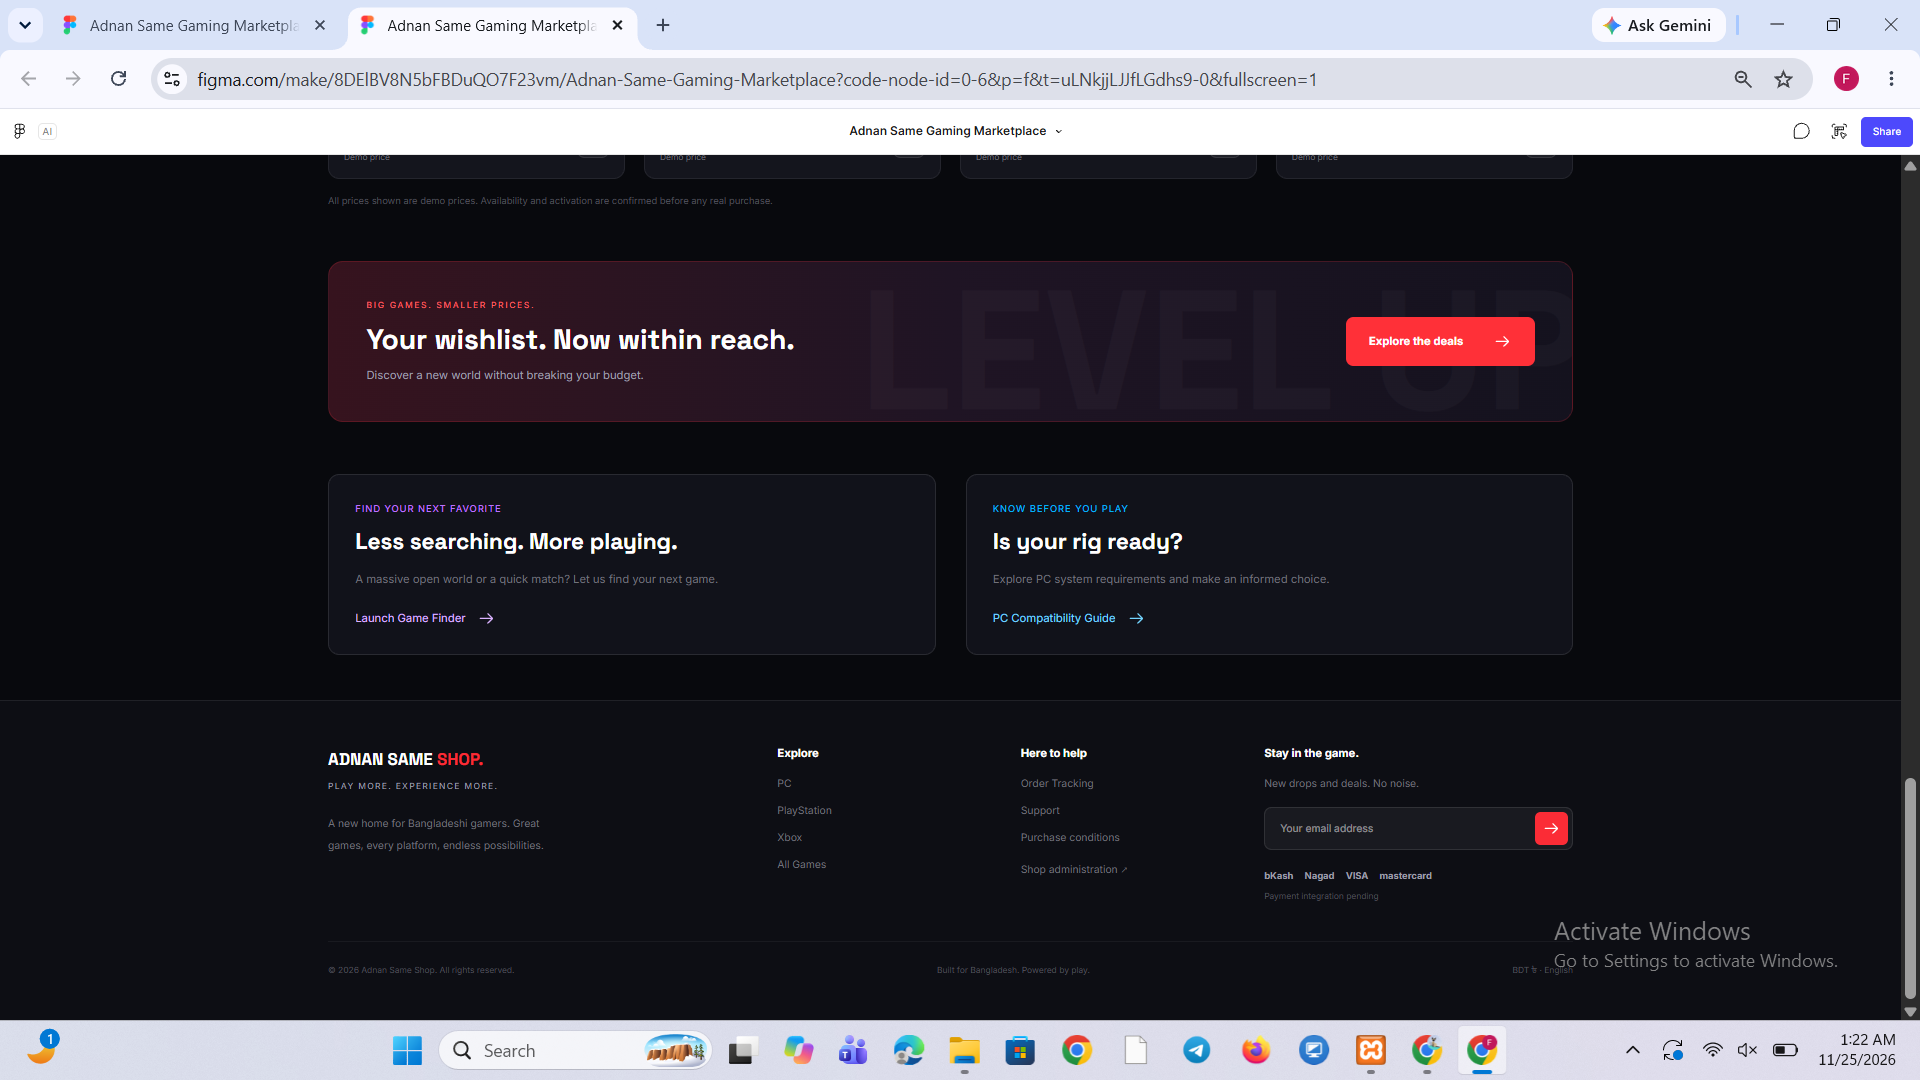 Adnan Same Gaming Marketpla
Adnan Same Gaming Marketpla
Ask Gemini
figma.com/make/8DElBV8N5bFBDuQO7F23vm/Adnan-Same-Gaming-Marketplace?code-node-id=0-6&p=f&t=uLNkjjLJJfLGdhs9-0&fullscreen=1
F
AI
Adnan Same Gaming Marketplace
Share
Demo price
Demo price
Demo price
Demo price
All prices shown are demo prices. Availability and activation are confirmed before any real purchase.
LEVEL UP
BIG GAMES. SMALLER PRICES.
Your wishlist. Now within reach.
Discover a new world without breaking your budget.
Explore the deals
FIND YOUR NEXT FAVORITE
Less searching. More playing.
A massive open world or a quick match? Let us find your next game.
Launch Game Finder
KNOW BEFORE YOU PLAY
Is your rig ready?
Explore PC system requirements and make an informed choice.
PC Compatibility Guide
ADNAN SAME SHOP.
PLAY MORE. EXPERIENCE MORE.
A new home for Bangladeshi gamers. Great
games, every platform, endless possibilities.
Explore
PC
PlayStation
Xbox
All Games
Here to help
Order Tracking
Support
Purchase conditions
Shop administration ↗
Stay in the game.
New drops and deals. No noise.
Your email address
bKash Nagad VISA mastercard
Payment integration pending
Activate Windows
Go to Settings to activate Windows.
© 2026 Adnan Same Shop. All rights reserved.
Built for Bangladesh. Powered by play.
BDT ৳ · English
1
Search
1:22 AM
11/25/2026